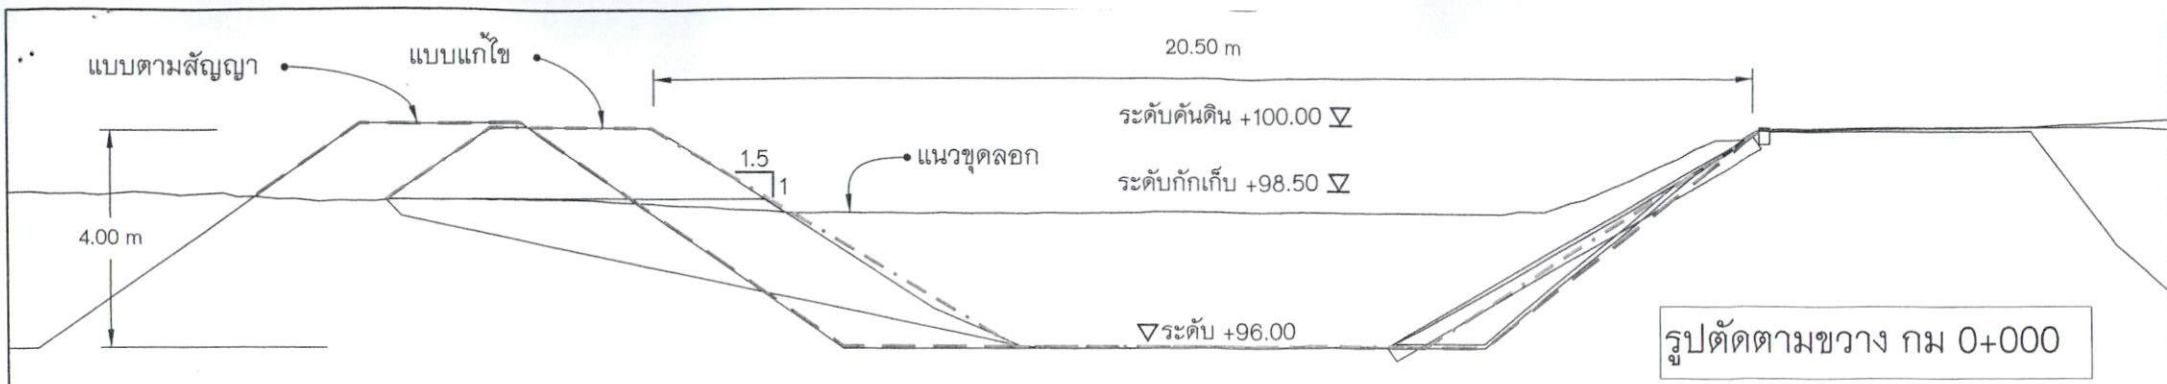 20.50 m
แบบตามสัญญา
แบบแก้ไข
ระดับคันดิน +100.00
1.5
1
แนวขุดลอก
ระดับกักเก็บ +98.50
4.00 m
ระดับ +96.00
รูปตัดตามขวาง กม 0+000